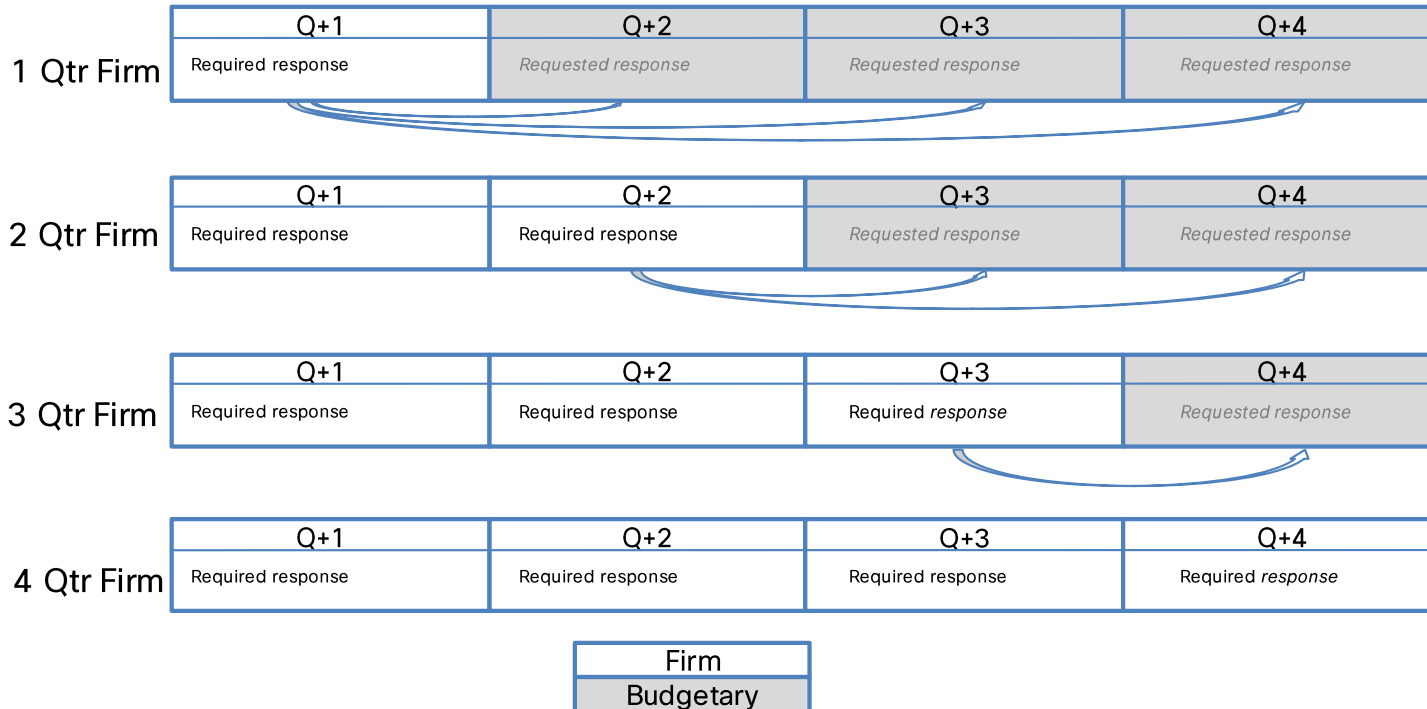 Q+1 Q+2 Q+3 Q+4
1 Qtr Firm Required response Requested response Requested response Requested response
Q+1 Q+2 Q+3 Q+4
2 Qtr Firm Required response Required response Requested response Requested response
Q+1 Q+2 Q+3 Q+4
3 Qtr Firm Required response Required response Required response Requested response
Q+1 Q+2 Q+3 Q+4
4 Qtr Firm Required response Required response Required response Required response
Firm
Budgetary